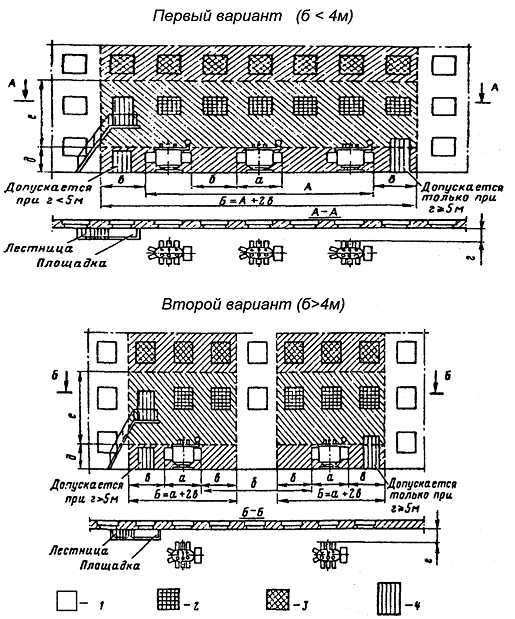 Первый вариант (б < 4м)
А
А
е
д
в
в
а
А
в
Б = А + 2в
Допускается
при г < 5м
Допускается
только при
г ≥ 5м
А-А
Лестница
Площадка
г
Второй вариант (б>4м)
Б
Б
е
д
в
а
в
б
в
а
в
Б = а + 2в
Б = а + 2в
Допускается
при г > 5м
Допускается
только при
г ≥ 5м
Б-Б
Лестница
Площадка
г
- 1
- 2
- 3
- 4